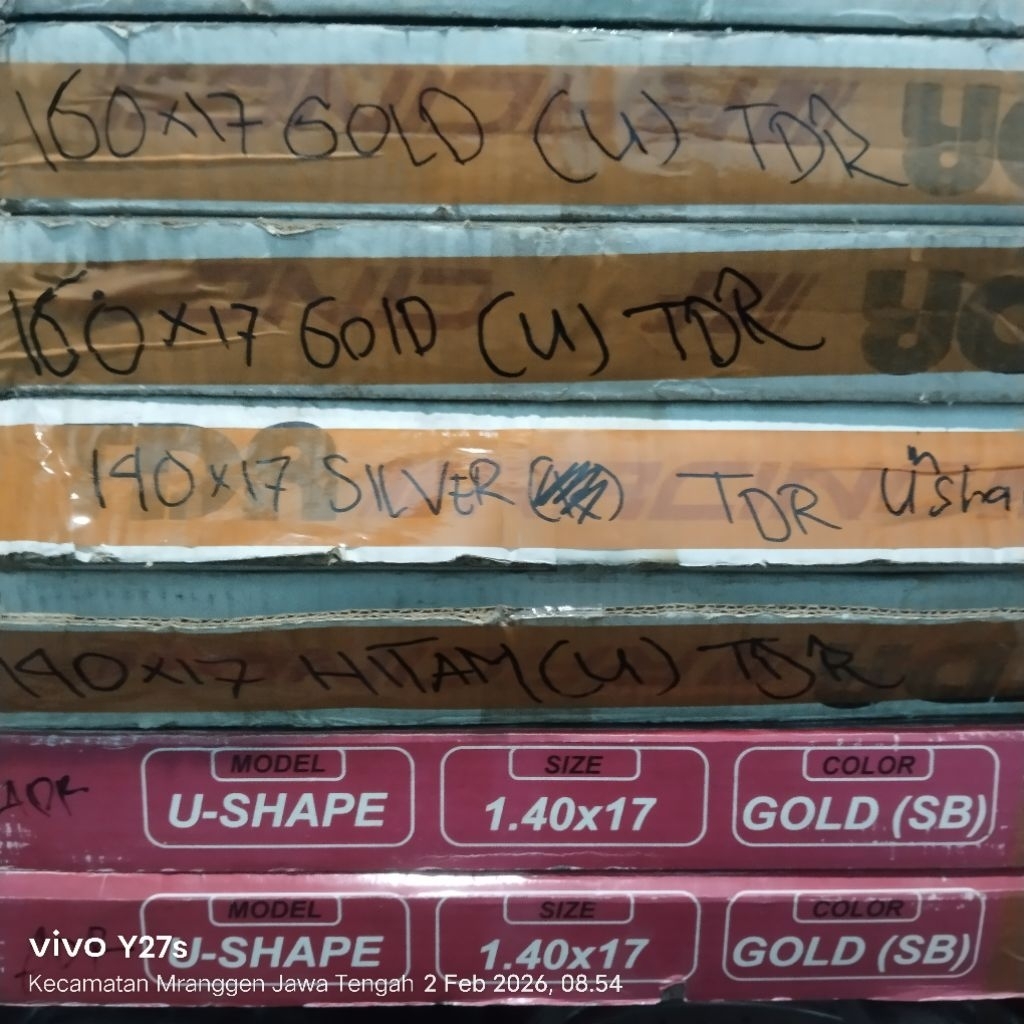 160x17 GOLD (U) TDR
160x17 GOLD (U) TDR
140x17 SILVER TDR "U"sha
140x17 HITAM (U) TDR
MODEL SIZE COLOR
U-SHAPE 1.40x17 GOLD (SB)
MODEL SIZE COLOR
U-SHAPE 1.40x17 GOLD (SB)
vivo Y27s
Kecamatan Mranggen Jawa Tengah 2 Feb 2026, 08.54